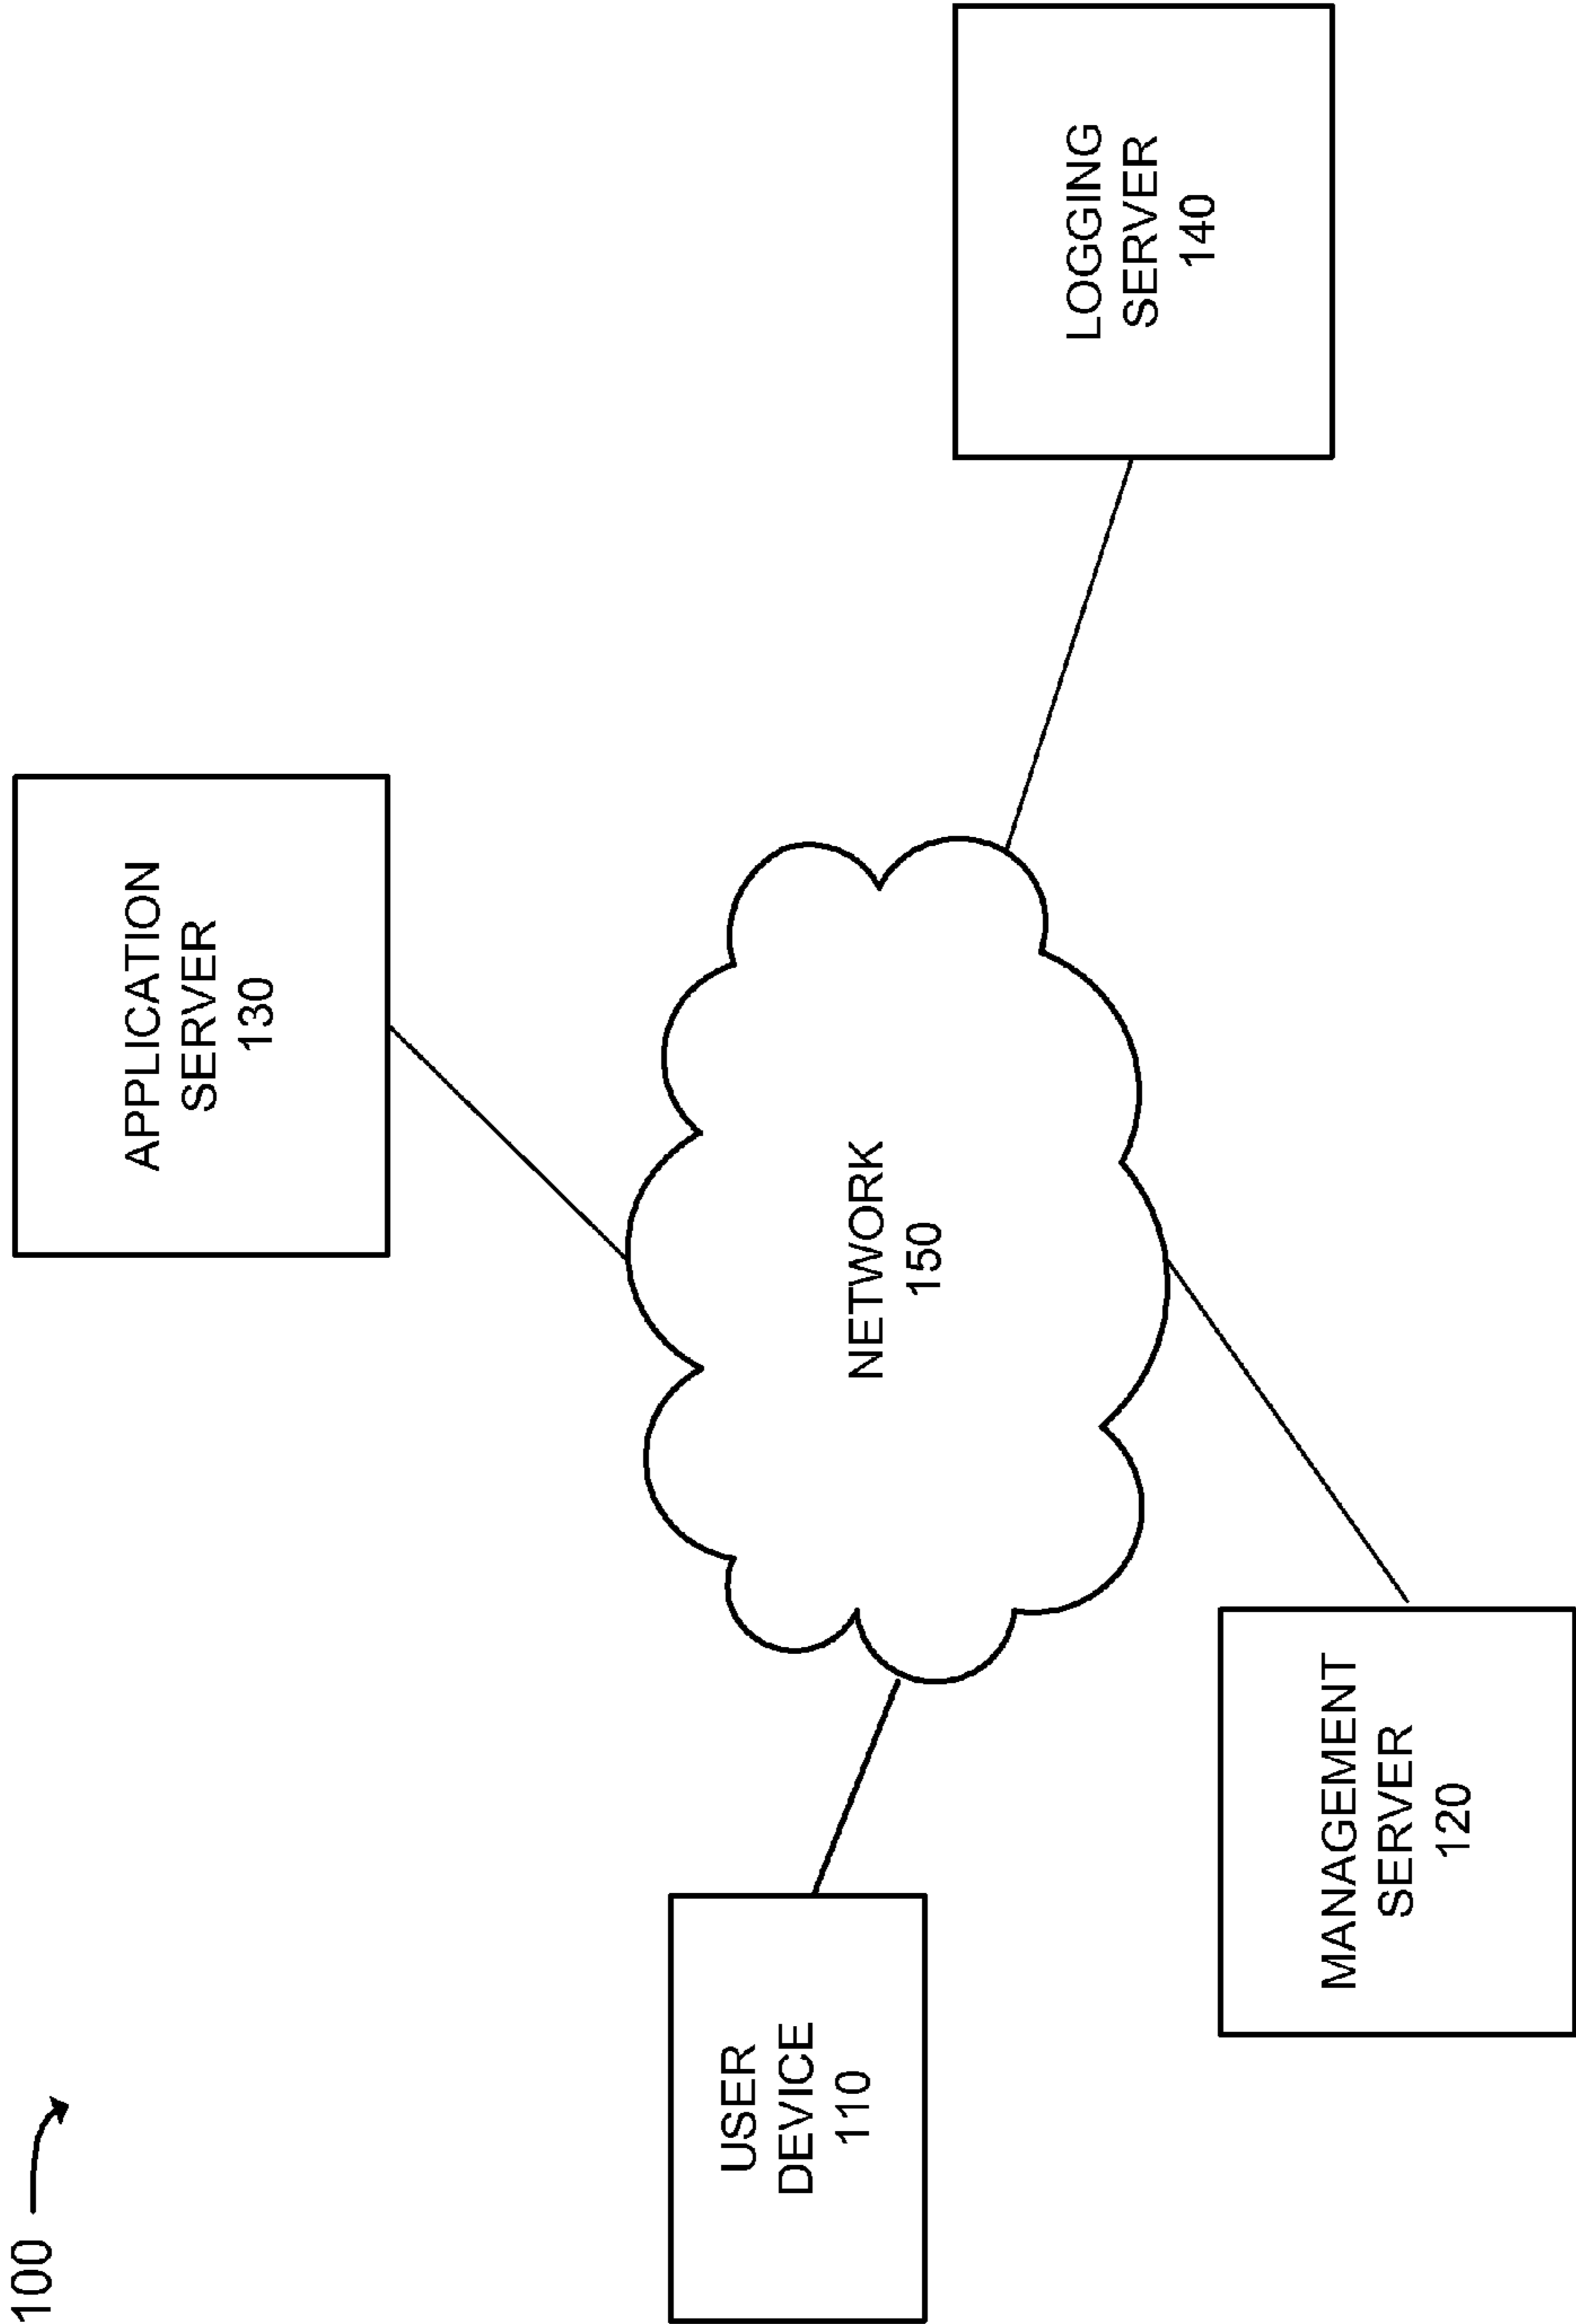 100
APPLICATION
SERVER
130
USER
DEVICE
110
NETWORK
150
LOGGING
SERVER
140
MANAGEMENT
SERVER
120